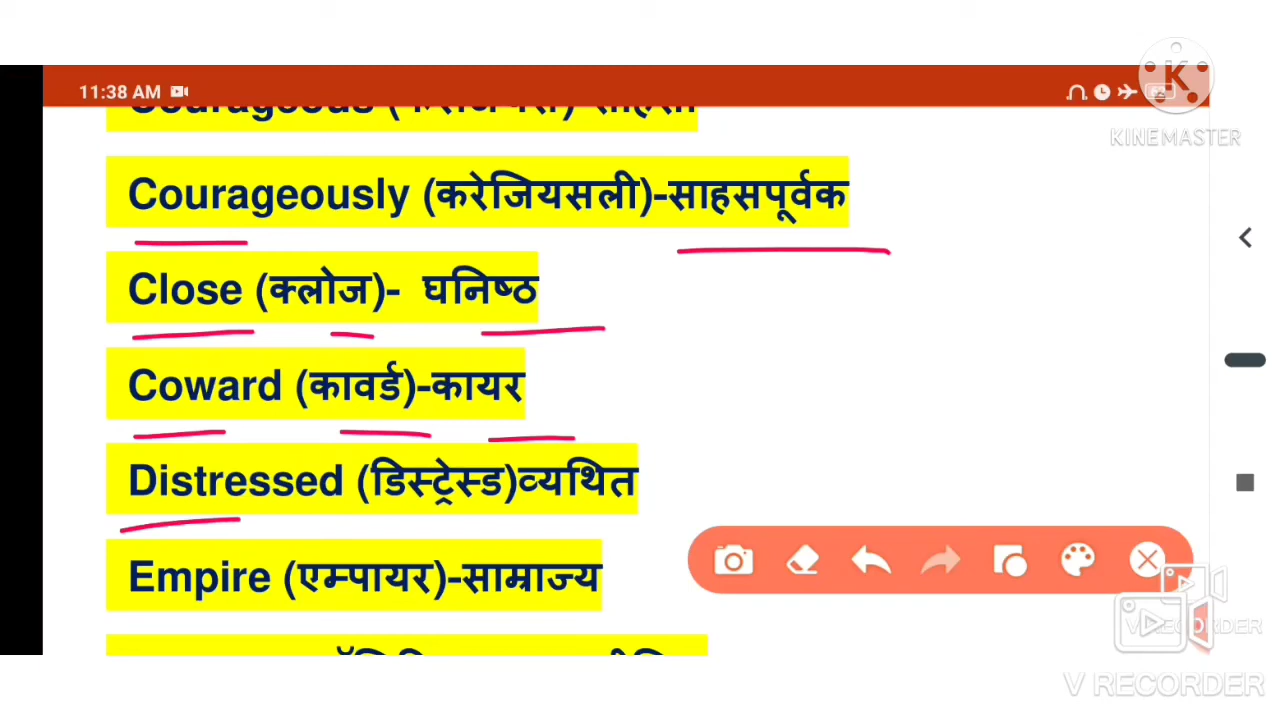 11:38 AM
KINEMASTER
Courageously (करेजियसली)-साहसपूर्वक
Close (क्लोज)- घनिष्ठ
Coward (कावर्ड)-कायर
Distressed (डिस्ट्रेस्ड)व्यथित
Empire (एम्पायर)-साम्राज्य
V RECORDER
V RECORDER